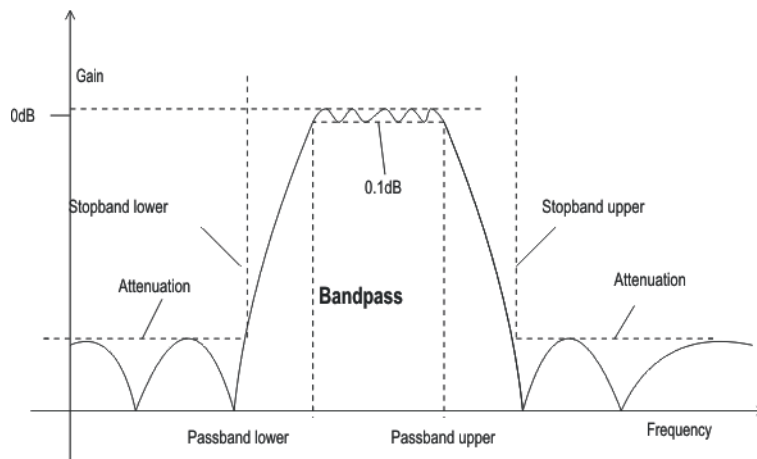 Gain
0dB
0.1dB
Stopband lower
Stopband upper
Attenuation
Attenuation
Bandpass
Passband lower
Passband upper
Frequency